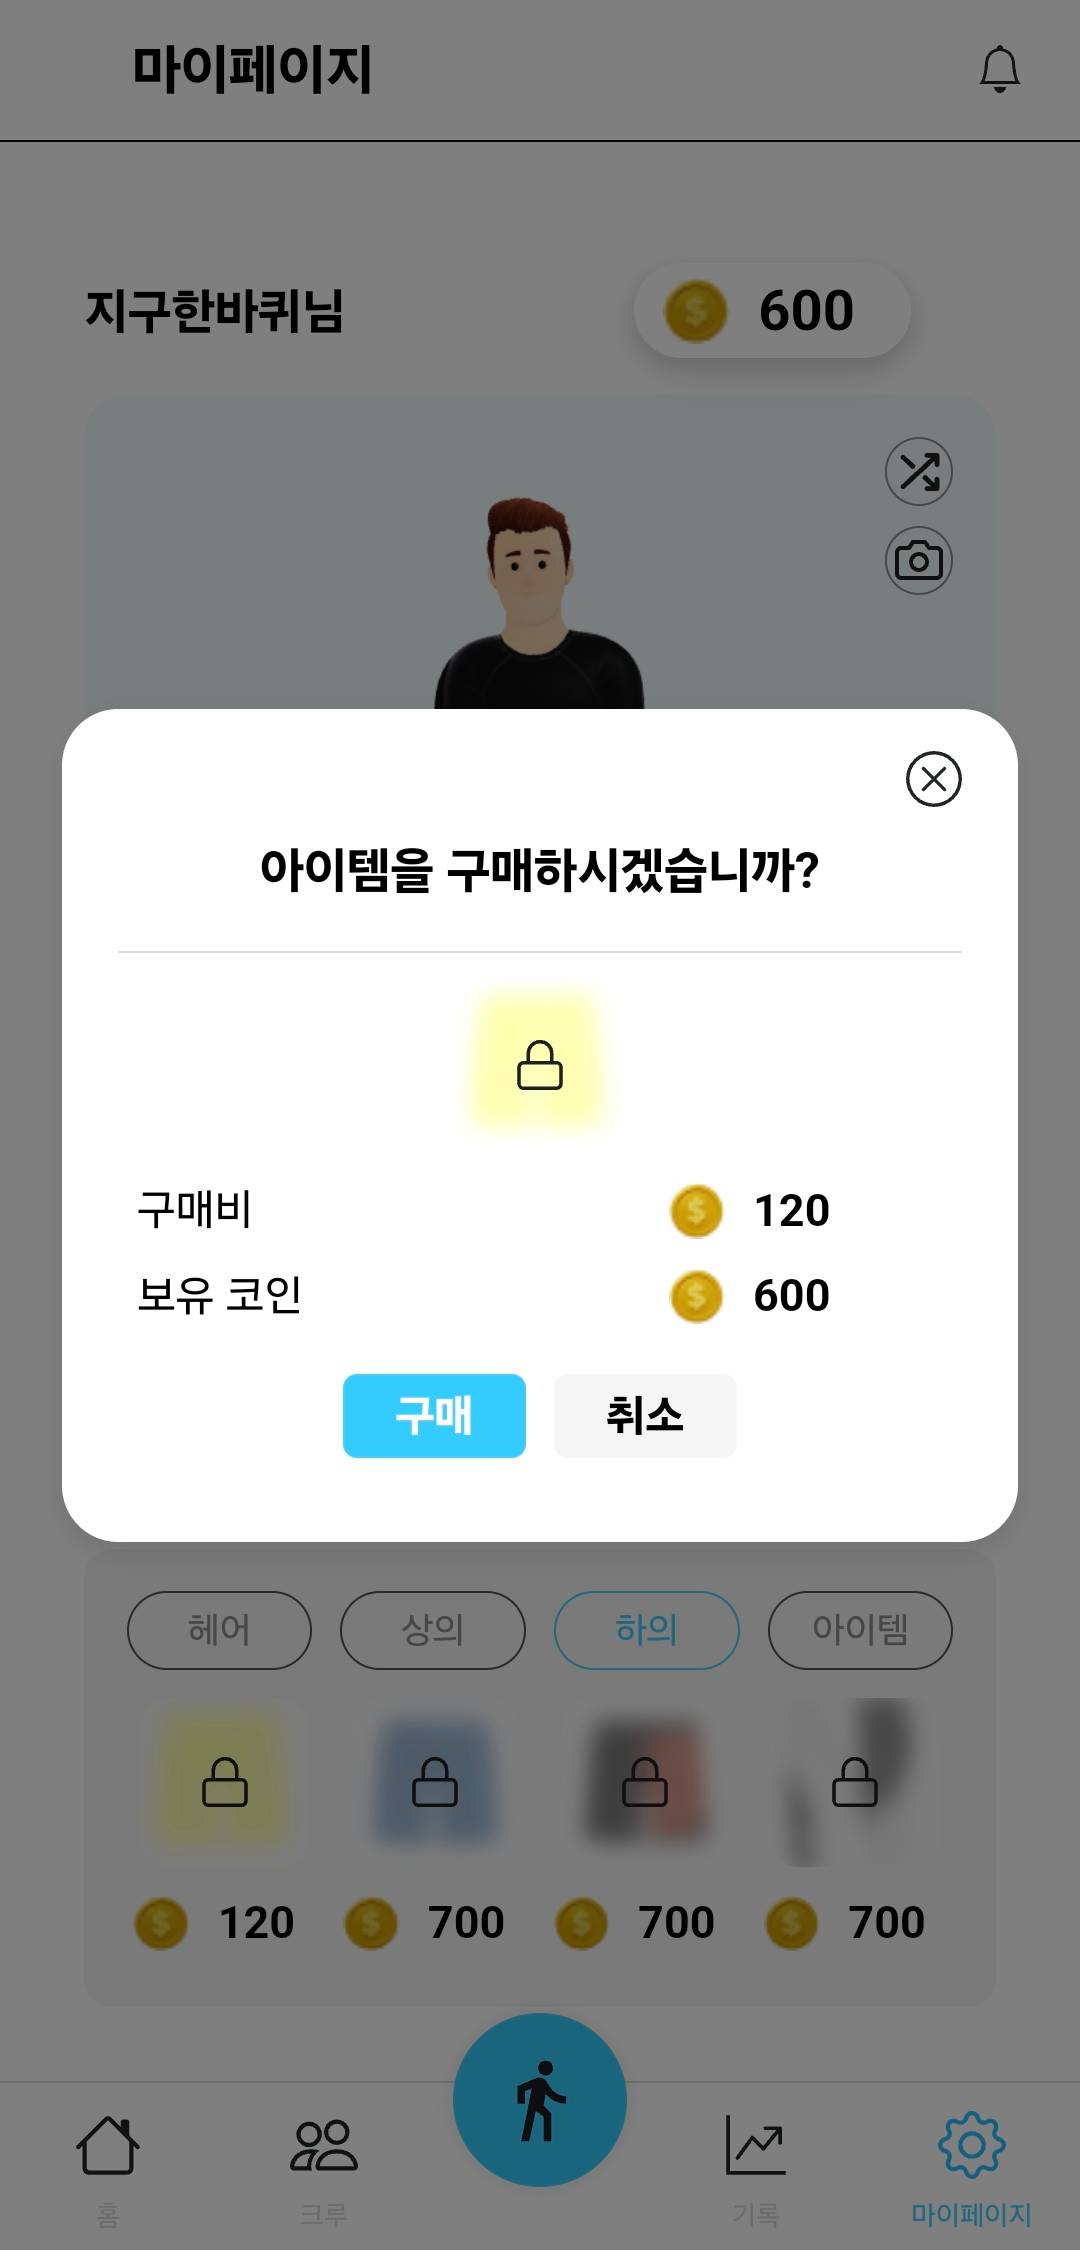 마이페이지
지구한바퀴님
600
아이템을 구매하시겠습니까?
구매비 120
보유 코인 600
구매 취소
헤어 상의 하의 아이템
120 700 700 700
홈 크루 기록 마이페이지